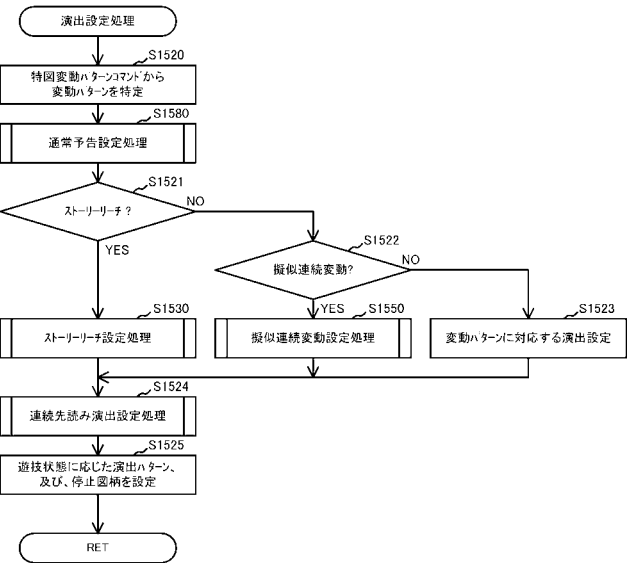 演出設定処理
S1520
特図変動パターンコマンドから
変動パターンを特定
S1580
通常予告設定処理
S1521
ストーリーリーチ?
NO
YES
S1522
擬似連続変動?
NO
YES
S1530
ストーリーリーチ設定処理
S1550
擬似連続変動設定処理
S1523
変動パターンに対応する演出設定
S1524
連続先読み演出設定処理
S1525
遊技状態に応じた演出パターン、
及び、停止図柄を設定
RET